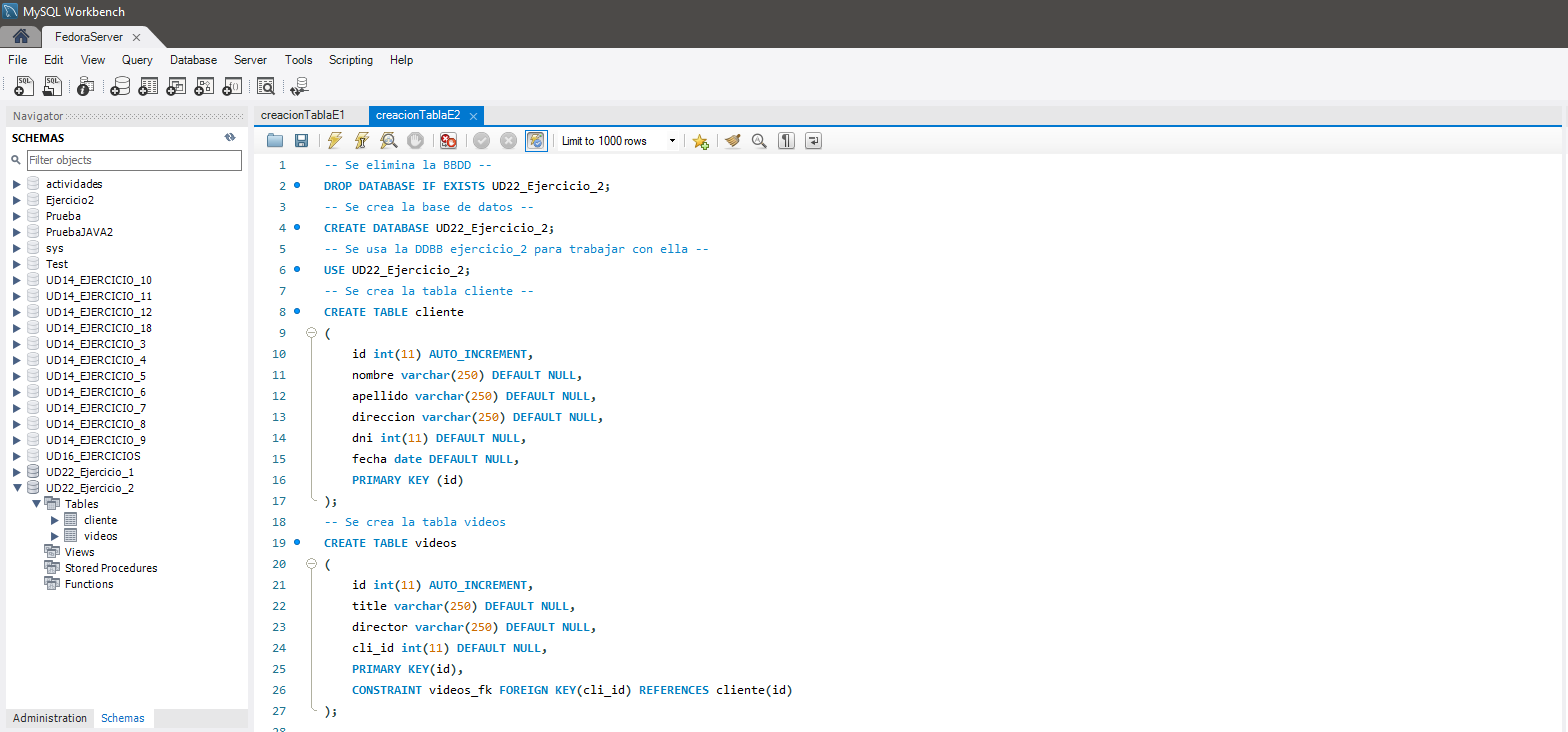 MySQL Workbench
FedoraServer
File Edit View Query Database Server Tools Scripting Help
Navigator
SCHEMAS
Filter objects
actividades
Ejercicio2
Prueba
PruebaJAVA2
sys
Test
UD14_EJERCICIO_10
UD14_EJERCICIO_11
UD14_EJERCICIO_12
UD14_EJERCICIO_18
UD14_EJERCICIO_3
UD14_EJERCICIO_4
UD14_EJERCICIO_5
UD14_EJERCICIO_6
UD14_EJERCICIO_7
UD14_EJERCICIO_8
UD14_EJERCICIO_9
UD16_EJERCICIOS
UD22_Ejercicio_1
UD22_Ejercicio_2
Tables
cliente
videos
Views
Stored Procedures
Functions
Administration Schemas
creacionTablaE1 creacionTablaE2
Limit to 1000 rows
1 -- Se elimina la BBDD --
2 DROP DATABASE IF EXISTS UD22_Ejercicio_2;
3 -- Se crea la base de datos --
4 CREATE DATABASE UD22_Ejercicio_2;
5 -- Se usa la DDBB ejercicio_2 para trabajar con ella --
6 USE UD22_Ejercicio_2;
7 -- Se crea la tabla cliente --
8 CREATE TABLE cliente
9 (
10 id int(11) AUTO_INCREMENT,
11 nombre varchar(250) DEFAULT NULL,
12 apellido varchar(250) DEFAULT NULL,
13 direccion varchar(250) DEFAULT NULL,
14 dni int(11) DEFAULT NULL,
15 fecha date DEFAULT NULL,
16 PRIMARY KEY (id)
17 );
18 -- Se crea la tabla videos
19 CREATE TABLE videos
20 (
21 id int(11) AUTO_INCREMENT,
22 title varchar(250) DEFAULT NULL,
23 director varchar(250) DEFAULT NULL,
24 cli_id int(11) DEFAULT NULL,
25 PRIMARY KEY(id),
26 CONSTRAINT videos_fk FOREIGN KEY(cli_id) REFERENCES cliente(id)
27 );
28